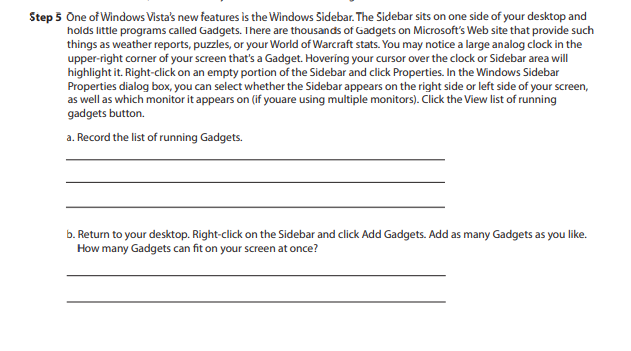 Step 5 One of Windows Vista's new features is the Windows Sidebar. The Sidebar sits on one side of your desktop and
holds little programs called Gadgets. There are thousands of Gadgets on Microsoft's Web site that provide such
things as weather reports, puzzles, or your World of Warcraft stats. You may notice a large analog clock in the
upper-right corner of your screen that's a Gadget. Hovering your cursor over the clock or Sidebar area will
highlight it. Right-click on an empty portion of the Sidebar and click Properties. In the Windows Sidebar
Properties dialog box, you can select whether the Sidebar appears on the right side or left side of your screen,
as well as which monitor it appears on (if youare using multiple monitors). Click the View list of running
gadgets button.
a. Record the list of running Gadgets.
b. Return to your desktop. Right-click on the Sidebar and click Add Gadgets. Add as many Gadgets as you like.
How many Gadgets can fit on your screen at once?